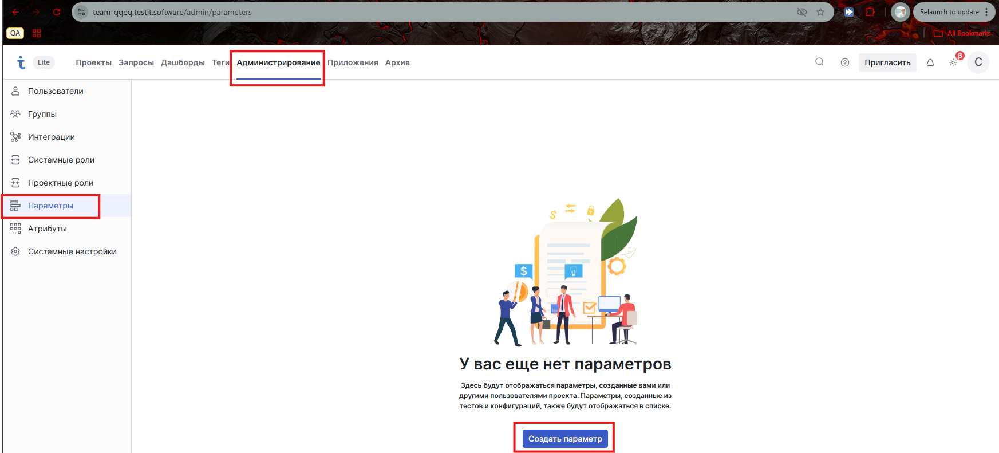 team-qqeq.testit.software/admin/parameters
Relaunch to update
QA
All Bookmarks
Lite
Проекты
Запросы
Дашборды
Теги
Администрирование
Приложения
Архив
Пригласить
β
C
Пользователи
Группы
Интеграции
Системные роли
Проектные роли
Параметры
Атрибуты
Системные настройки
$
$
У вас еще нет параметров
Здесь будут отображаться параметры, созданные вами или
другими пользователями проекта. Параметры, созданные из
тестов и конфигураций, также будут отображаться в списке.
Создать параметр